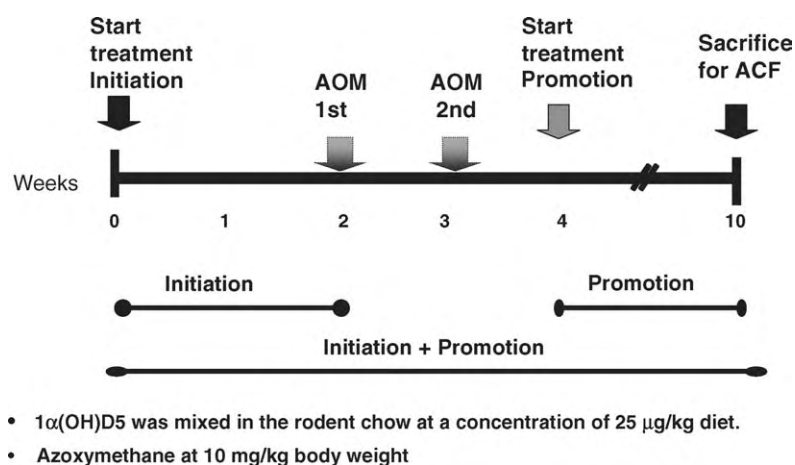 Start
treatment
Initiation
AOM
1st
AOM
2nd
Start
treatment
Promotion
Sacrifice
for ACF
Weeks
0 1 2 3 4 10
Initiation
Promotion
Initiation + Promotion
• 1α(OH)D5 was mixed in the rodent chow at a concentration of 25 μg/kg diet.
• Azoxymethane at 10 mg/kg body weight